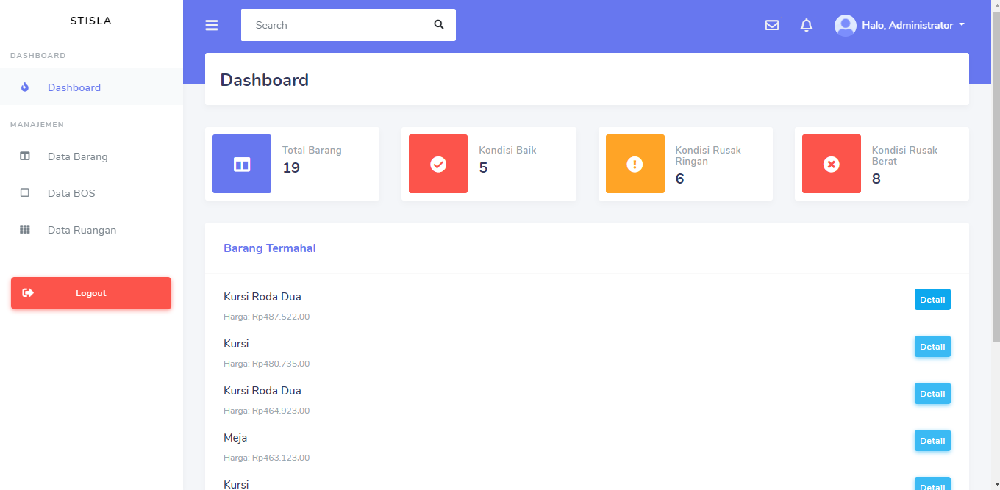 STISLA
DASHBOARD
Dashboard
MANAJEMEN
Data Barang
Data BOS
Data Ruangan
Logout
Search
Halo, Administrator
Dashboard
Total Barang
19
Kondisi Baik
5
Kondisi Rusak
Ringan
6
Kondisi Rusak
Berat
8
Barang Termahal
Kursi Roda Dua
Detail
Harga: Rp487.522,00
Kursi
Detail
Harga: Rp480.735,00
Kursi Roda Dua
Detail
Harga: Rp464.923,00
Meja
Detail
Harga: Rp463.123,00
Kursi
Detail